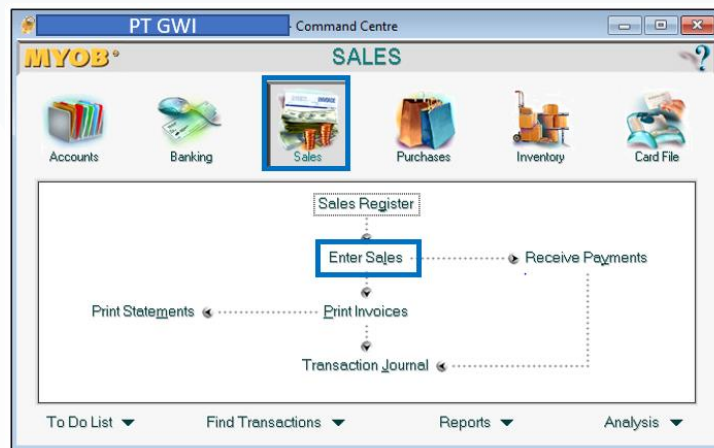 PT GWI - Command Centre
MYOB SALES ?
Accounts Banking Sales Purchases Inventory Card File
Sales Register
Enter Sales Receive Payments
Print Statements Print Invoices
Transaction Journal
To Do List Find Transactions Reports Analysis